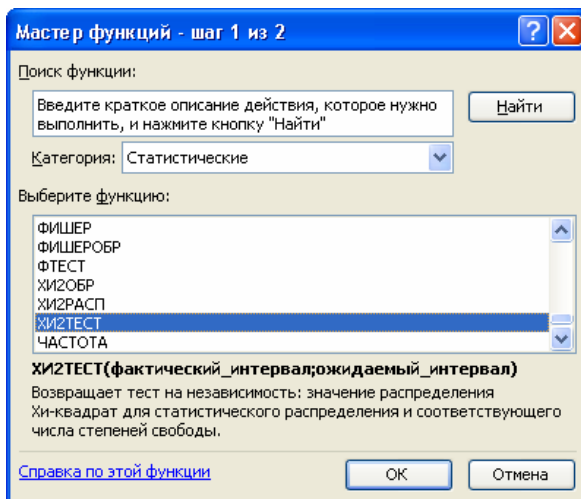 Мастер функций - шаг 1 из 2
Поиск функции:
Введите краткое описание действия, которое нужно
выполнить, и нажмите кнопку "Найти"
Найти
Категория: Статистические
Выберите функцию:
ФИШЕР
ФИШЕРОБР
ФТЕСТ
ХИ2ОБР
ХИ2РАСП
ХИ2ТЕСТ
ЧАСТОТА
ХИ2ТЕСТ(фактический_интервал;ожидаемый_интервал)
Возвращает тест на независимость: значение распределения
Хи-квадрат для статистического распределения и соответствующего
числа степеней свободы.
Справка по этой функции
ОК
Отмена